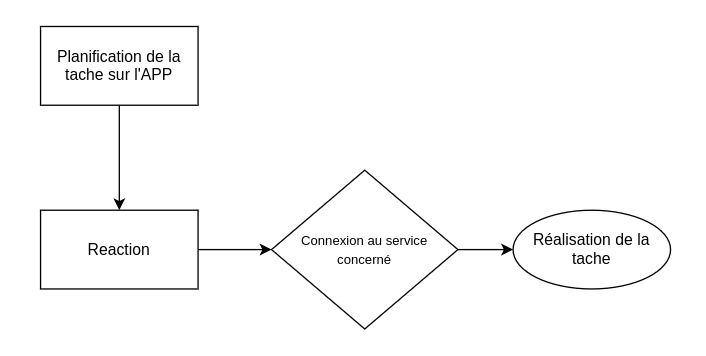 Planification de la
tache sur l'APP
Reaction
Connexion au service
concerné
Réalisation de la
tache